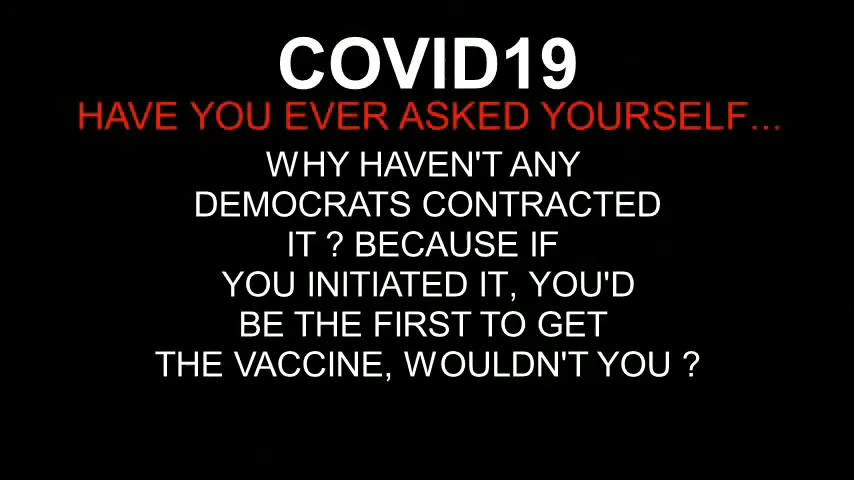 COVID19
HAVE YOU EVER ASKED YOURSELF...
WHY HAVEN'T ANY
DEMOCRATS CONTRACTED
IT ? BECAUSE IF
YOU INITIATED IT, YOU'D
BE THE FIRST TO GET
THE VACCINE, WOULDN'T YOU ?